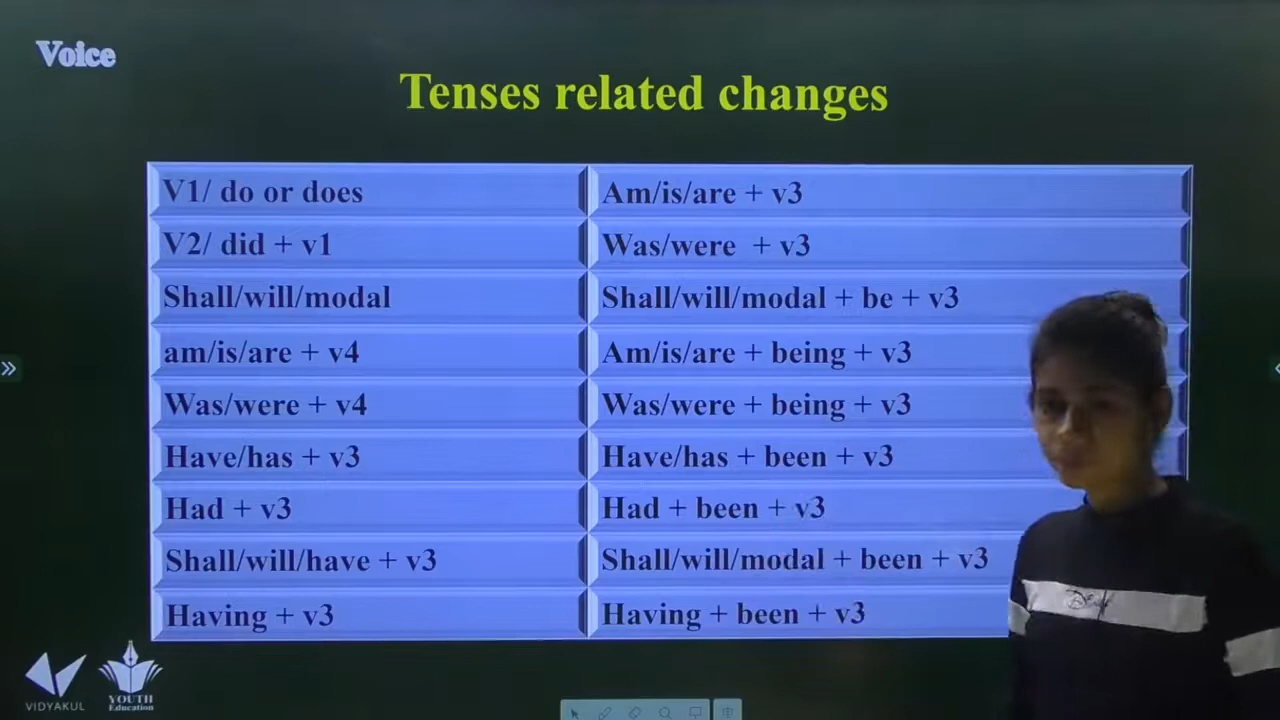 Voice
Tenses related changes
V1/ do or does Am/is/are + v3
V2/ did + v1 Was/were + v3
Shall/will/modal Shall/will/modal + be + v3
am/is/are + v4 Am/is/are + being + v3
Was/were + v4 Was/were + being + v3
Have/has + v3 Have/has + been + v3
Had + v3 Had + been + v3
Shall/will/have + v3 Shall/will/modal + been + v3
Having + v3 Having + been + v3
VIDYAKUL
YOUTH
Education